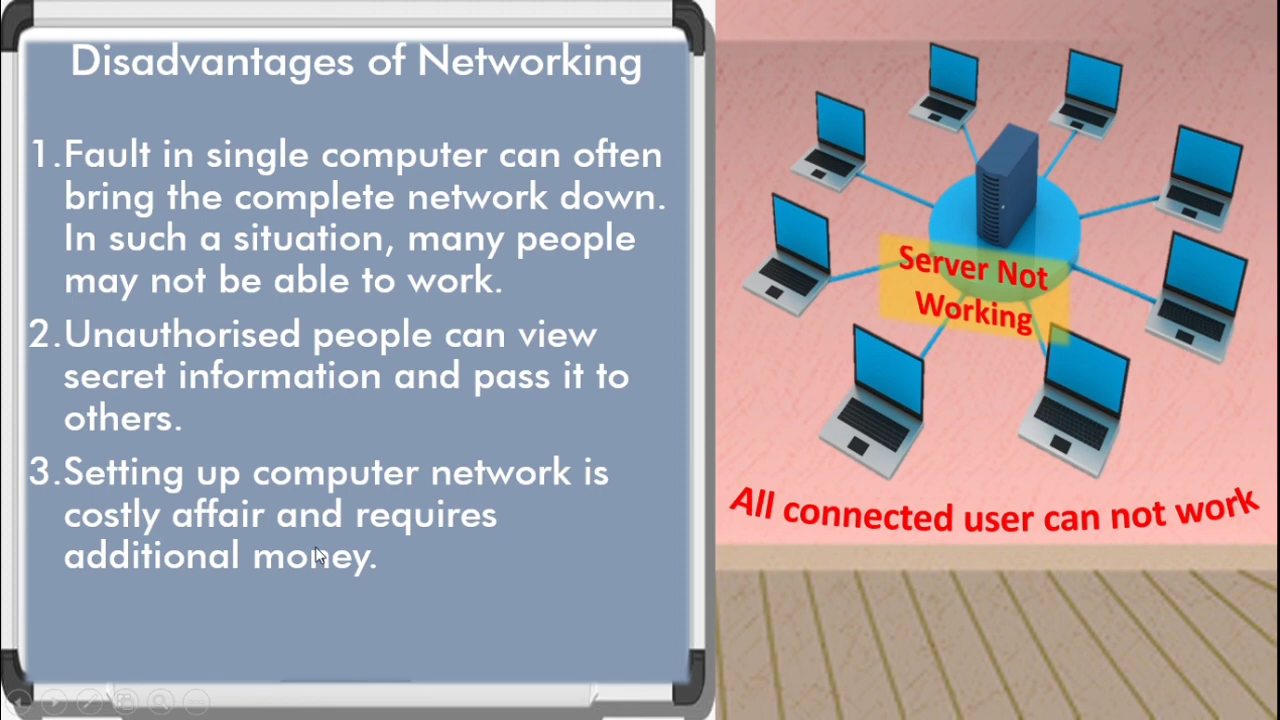 Disadvantages of Networking
1.Fault in single computer can often
bring the complete network down.
In such a situation, many people
may not be able to work.
2.Unauthorised people can view
secret information and pass it to
others.
3.Setting up computer network is
costly affair and requires
additional money.
Server Not
Working
All connected user can not work